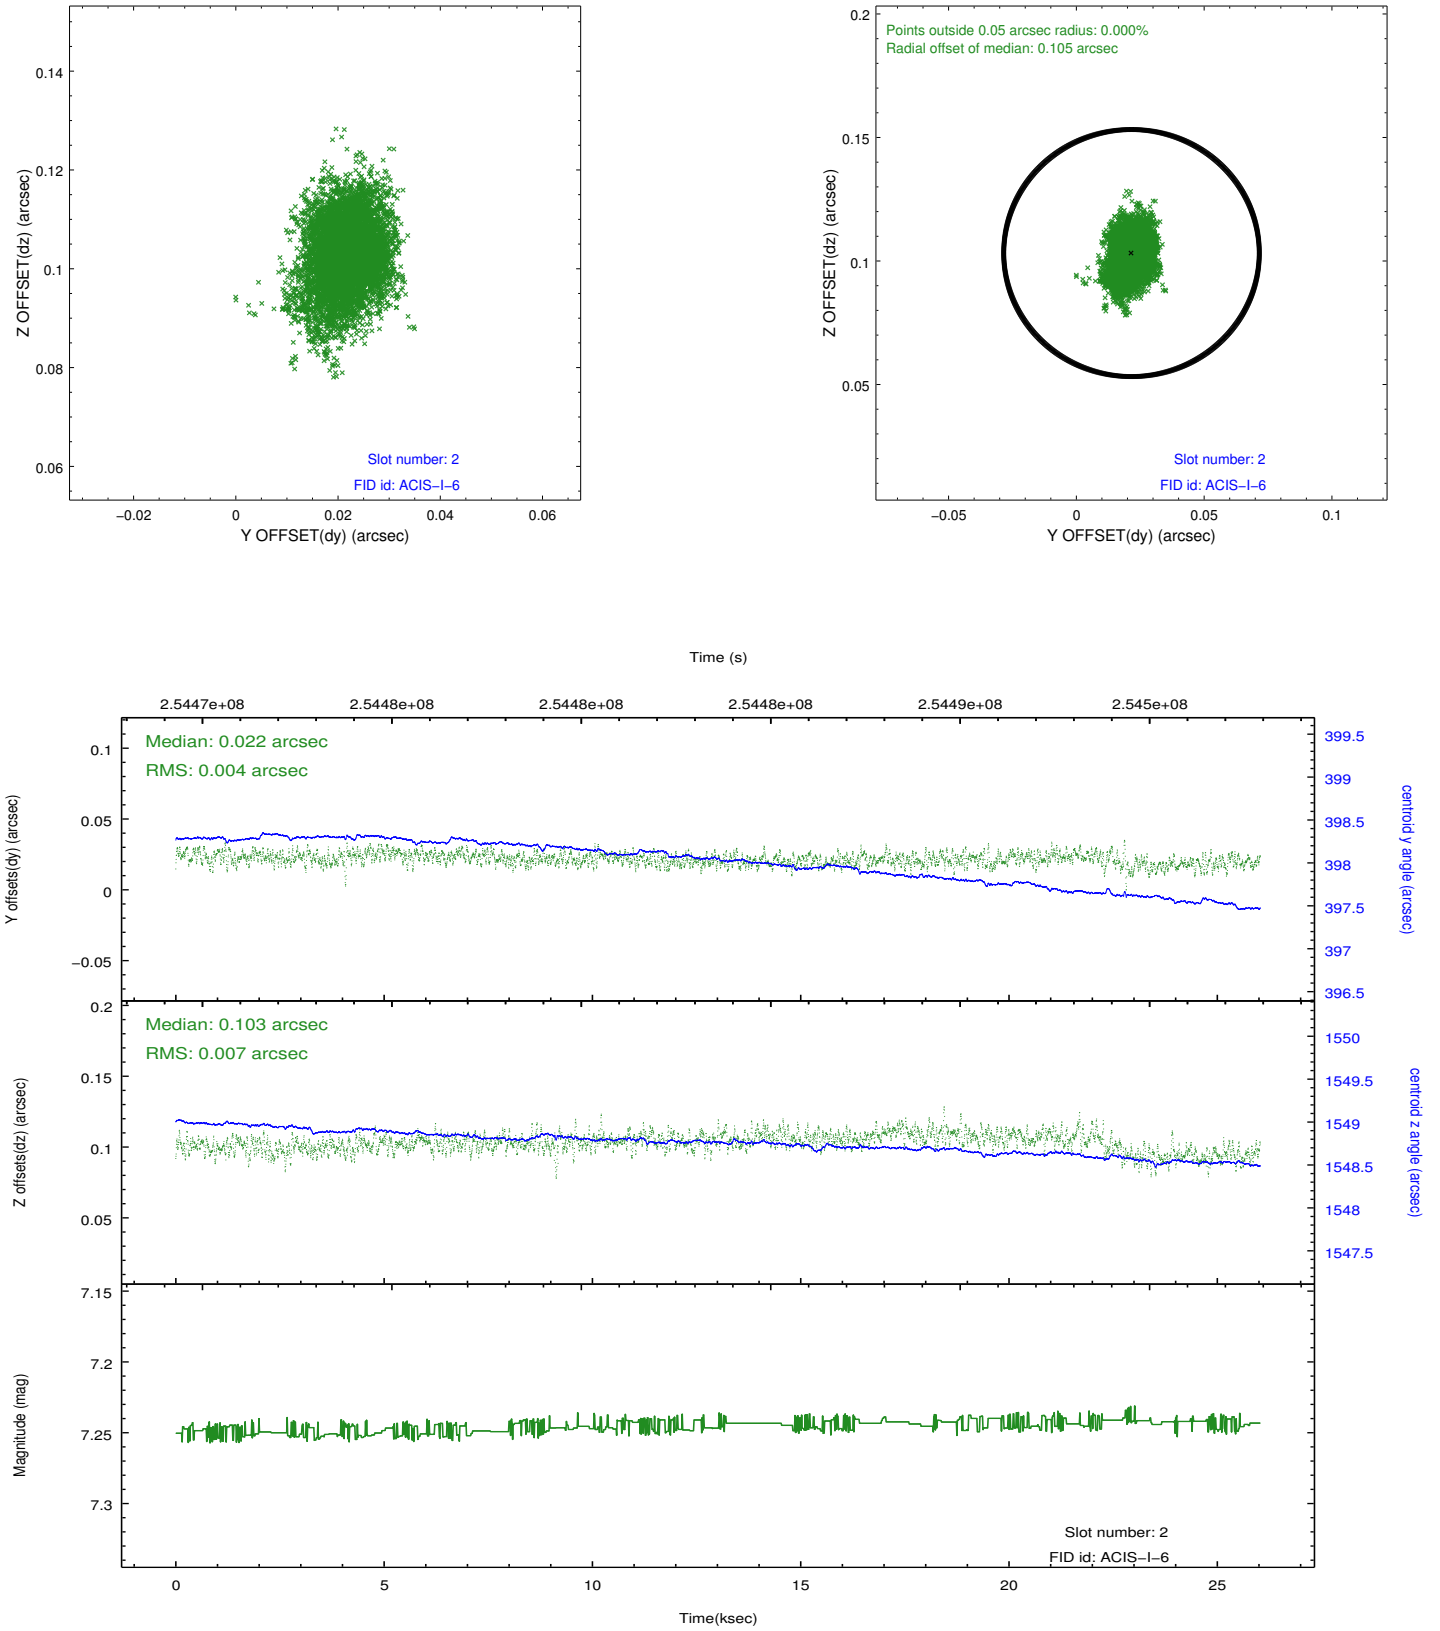 0.14
0.12
0.1
0.08
0.06
Z OFFSET(dz) (arcsec)
Slot number: 2
FID id: ACIS−I−6
−0.02
0
0.02
0.04
0.06
Y OFFSET(dy) (arcsec)
0.2
0.15
0.1
0.05
Z OFFSET(dz) (arcsec)
Points outside 0.05 arcsec radius: 0.000%
Radial offset of median: 0.105 arcsec
Slot number: 2
FID id: ACIS−I−6
−0.05
0
0.05
0.1
Y OFFSET(dy) (arcsec)
Time (s)
2.5447e+08
2.5448e+08
2.5448e+08
2.5448e+08
2.5449e+08
2.545e+08
Median: 0.022 arcsec
RMS: 0.004 arcsec
0.1
0.05
0
−0.05
Y offsets(dy) (arcsec)
399.5
399
398.5
398
397.5
397
396.5
centroid y angle (arcsec)
Median: 0.103 arcsec
RMS: 0.007 arcsec
0.2
0.15
0.1
0.05
Z offsets(dz) (arcsec)
1550
1549.5
1549
1548.5
1548
1547.5
centroid z angle (arcsec)
7.15
7.2
7.25
7.3
Magnitude (mag)
Slot number: 2
FID id: ACIS−I−6
0
5
10
15
20
25
Time(ksec)